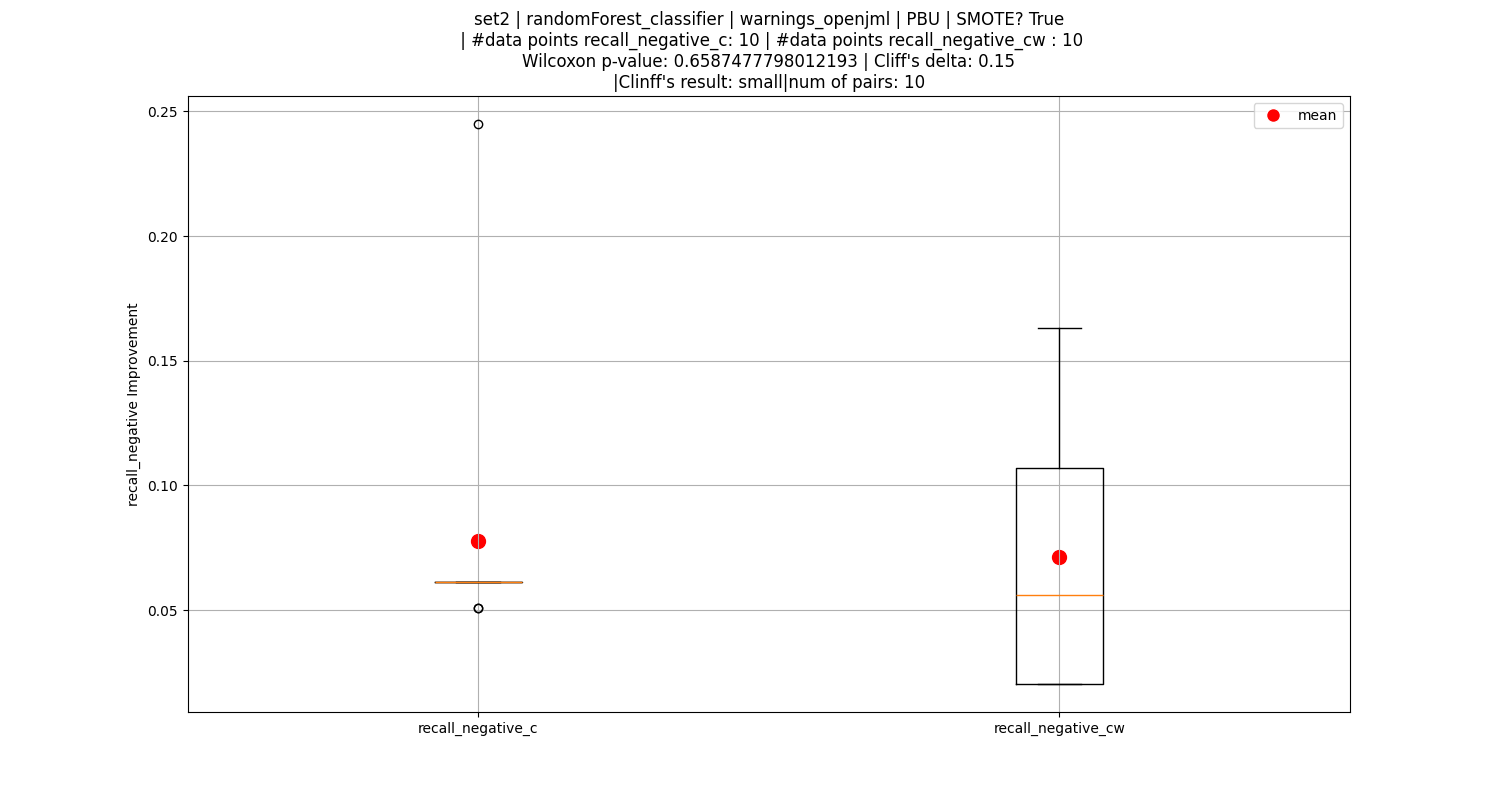 set2 | randomForest_classifier | warnings_openjml | PBU | SMOTE? True
| #data points recall_negative_c: 10 | #data points recall_negative_cw : 10
Wilcoxon p-value: 0.6587477798012193 | Cliff's delta: 0.15
|Clinff's result: small|num of pairs: 10
mean
recall_negative Improvement
0.25
0.20
0.15
0.10
0.05
recall_negative_c
recall_negative_cw